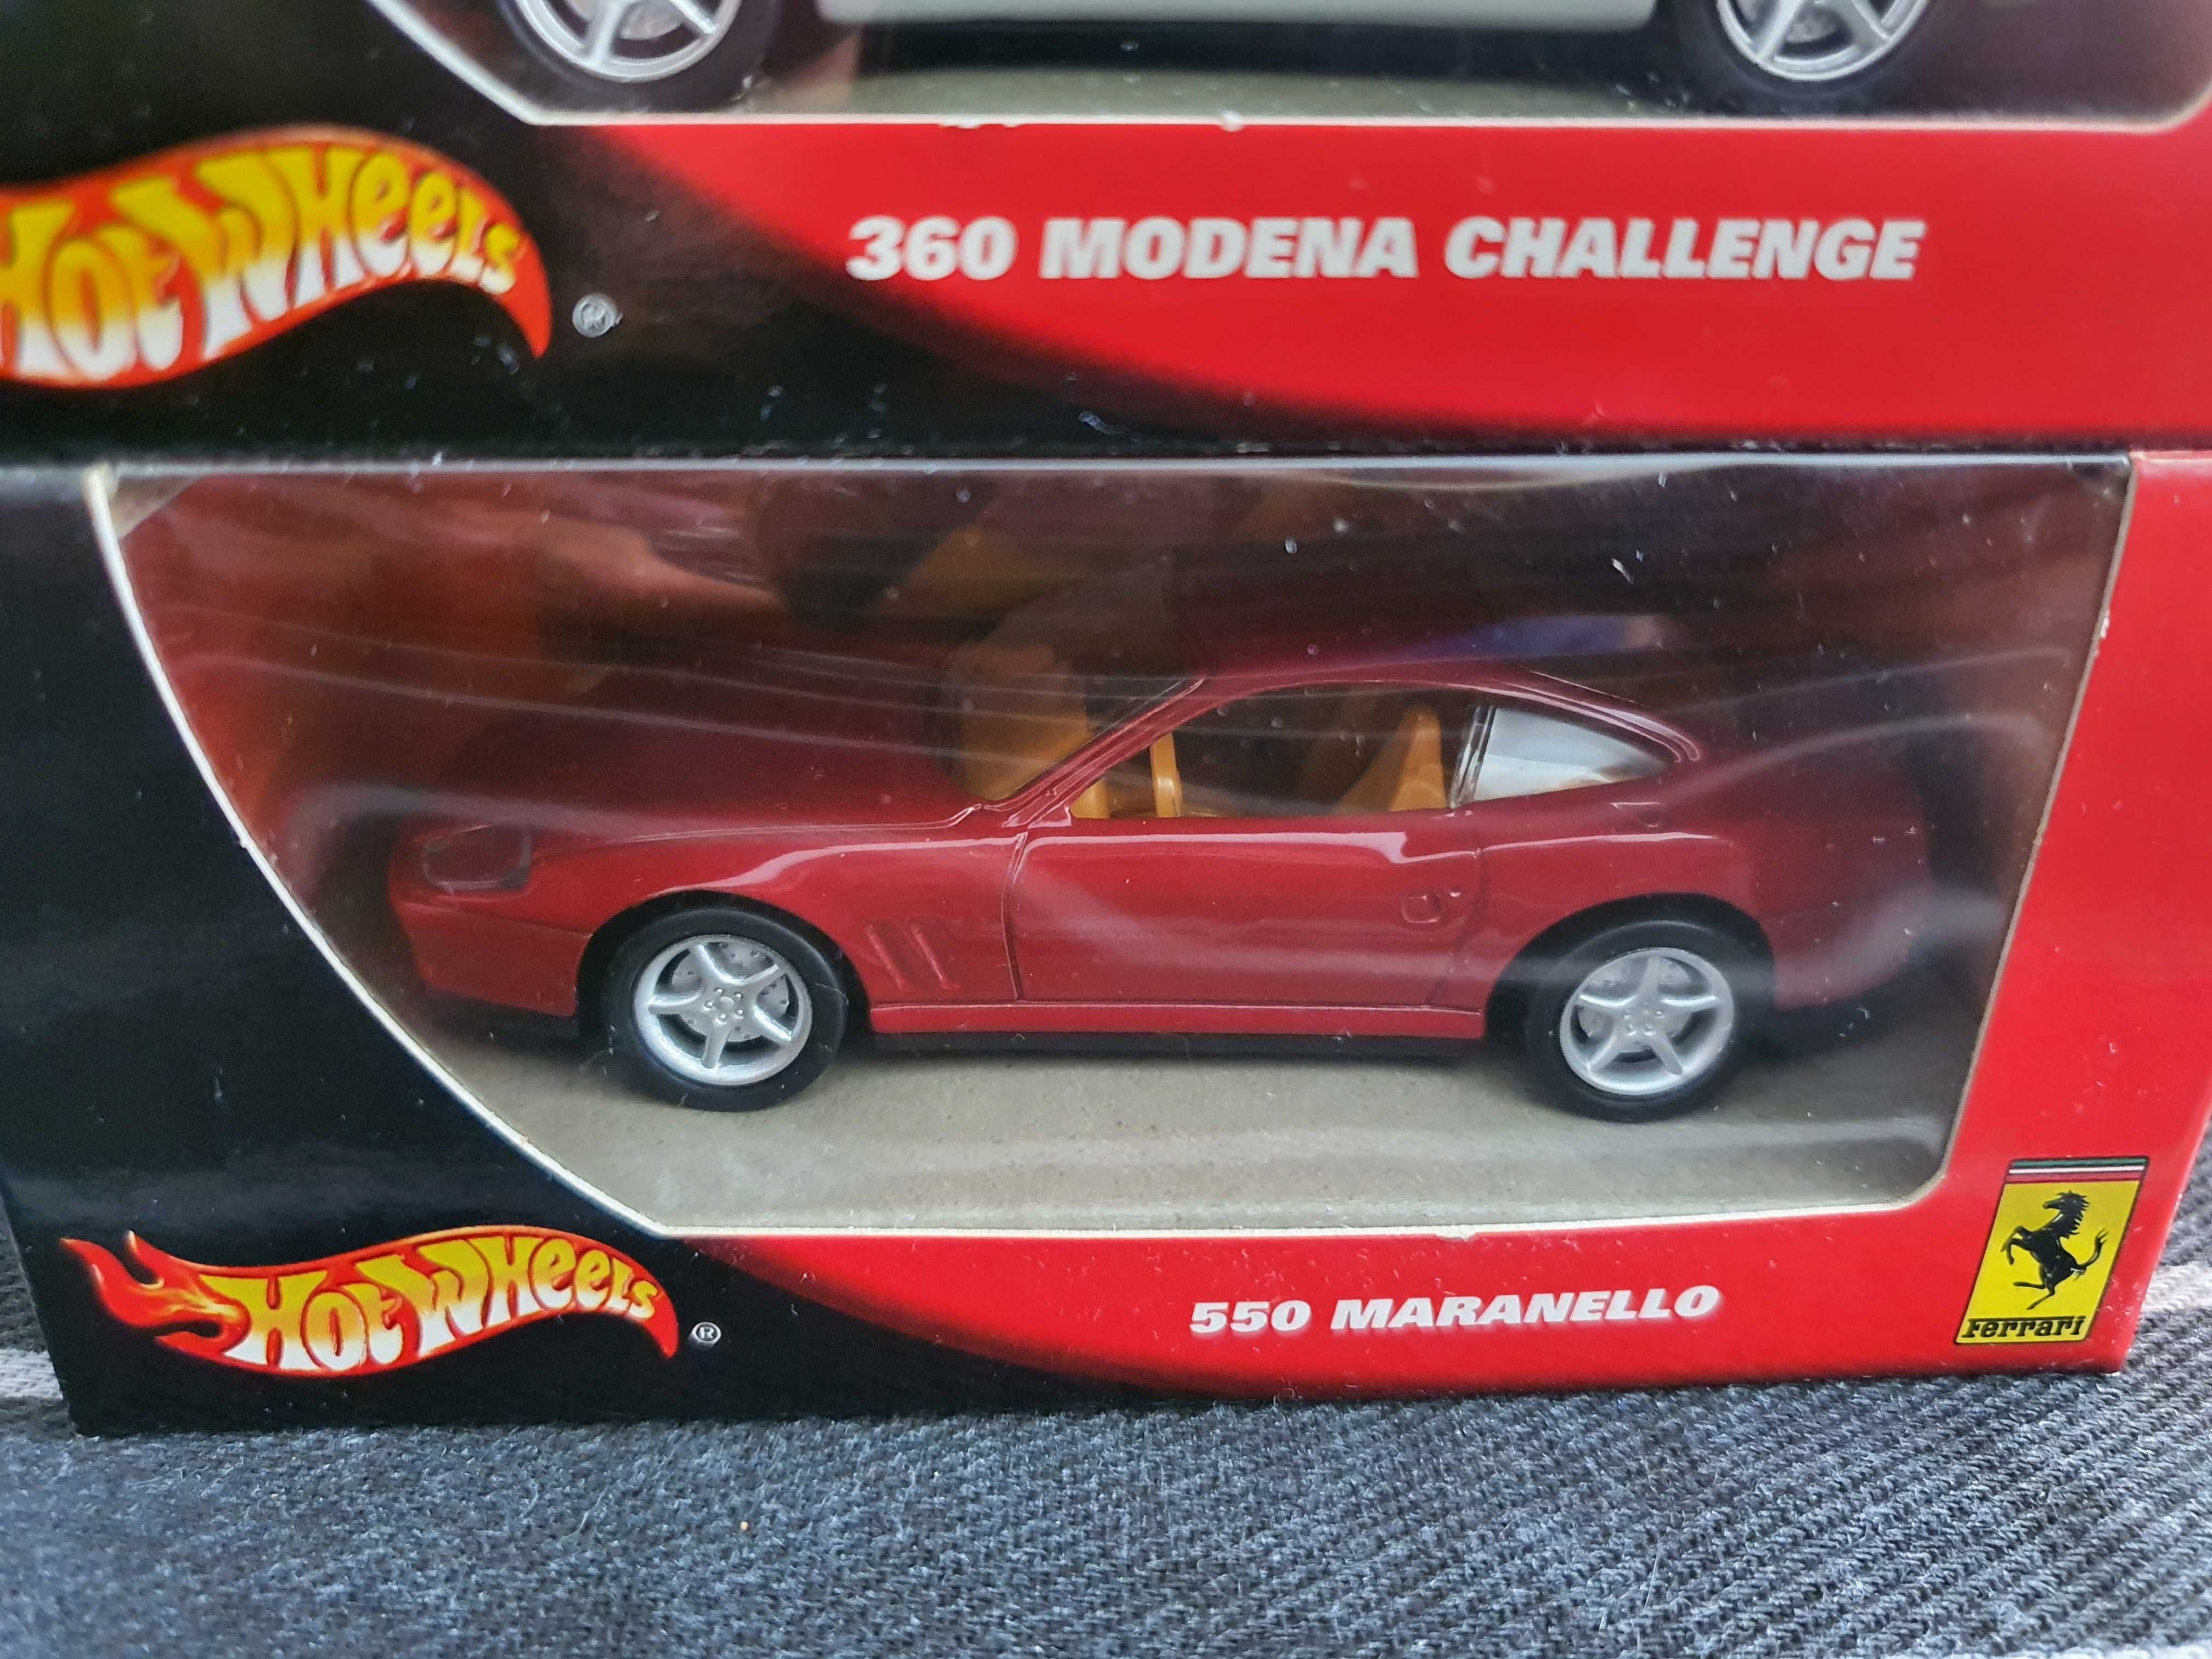 Hot Wheels ®
360 MODENA CHALLENGE
Hot Wheels ®
550 MARANELLO
Ferrari